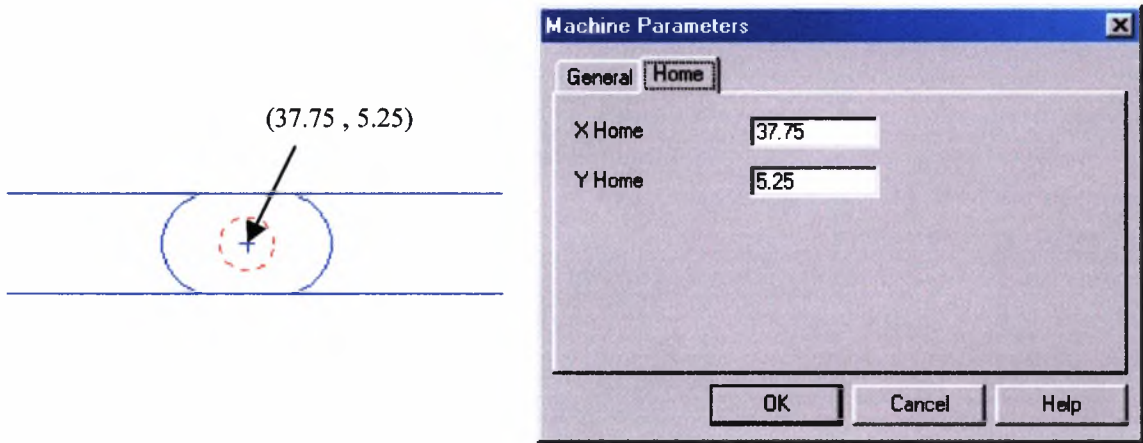 (37.75 , 5.25)
Machine Parameters
General Home
X Home 37.75
Y Home 5.25
OK Cancel Help